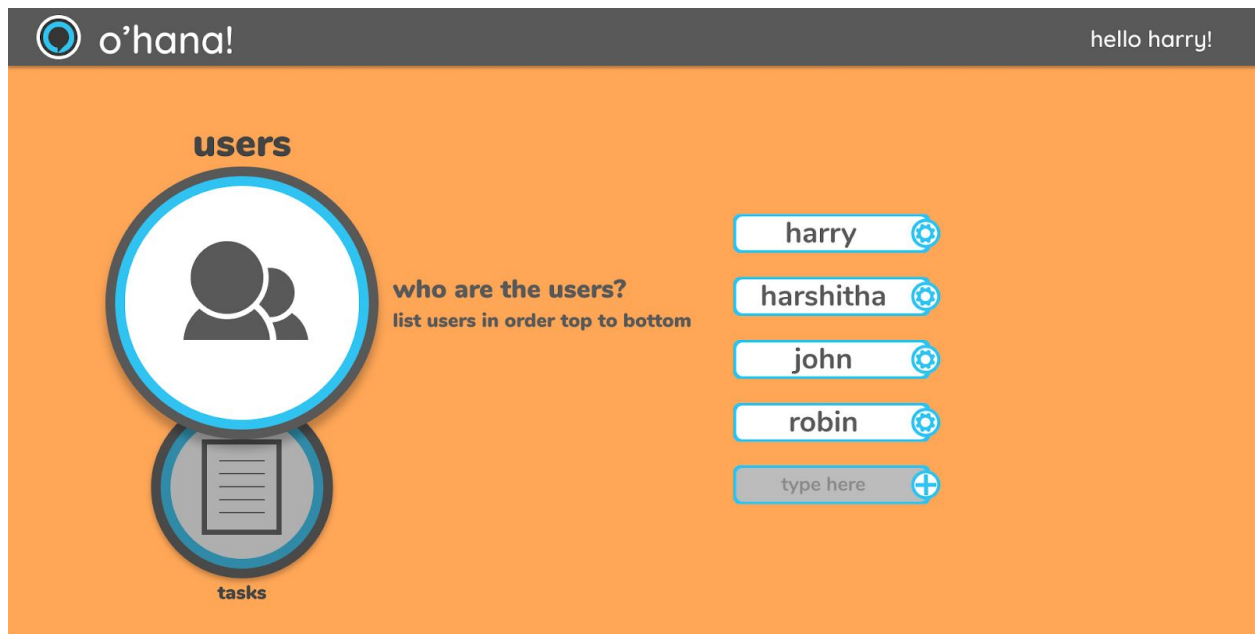 o'hana!
hello harry!
users
who are the users?
list users in order top to bottom
harry
harshitha
john
robin
type here
tasks